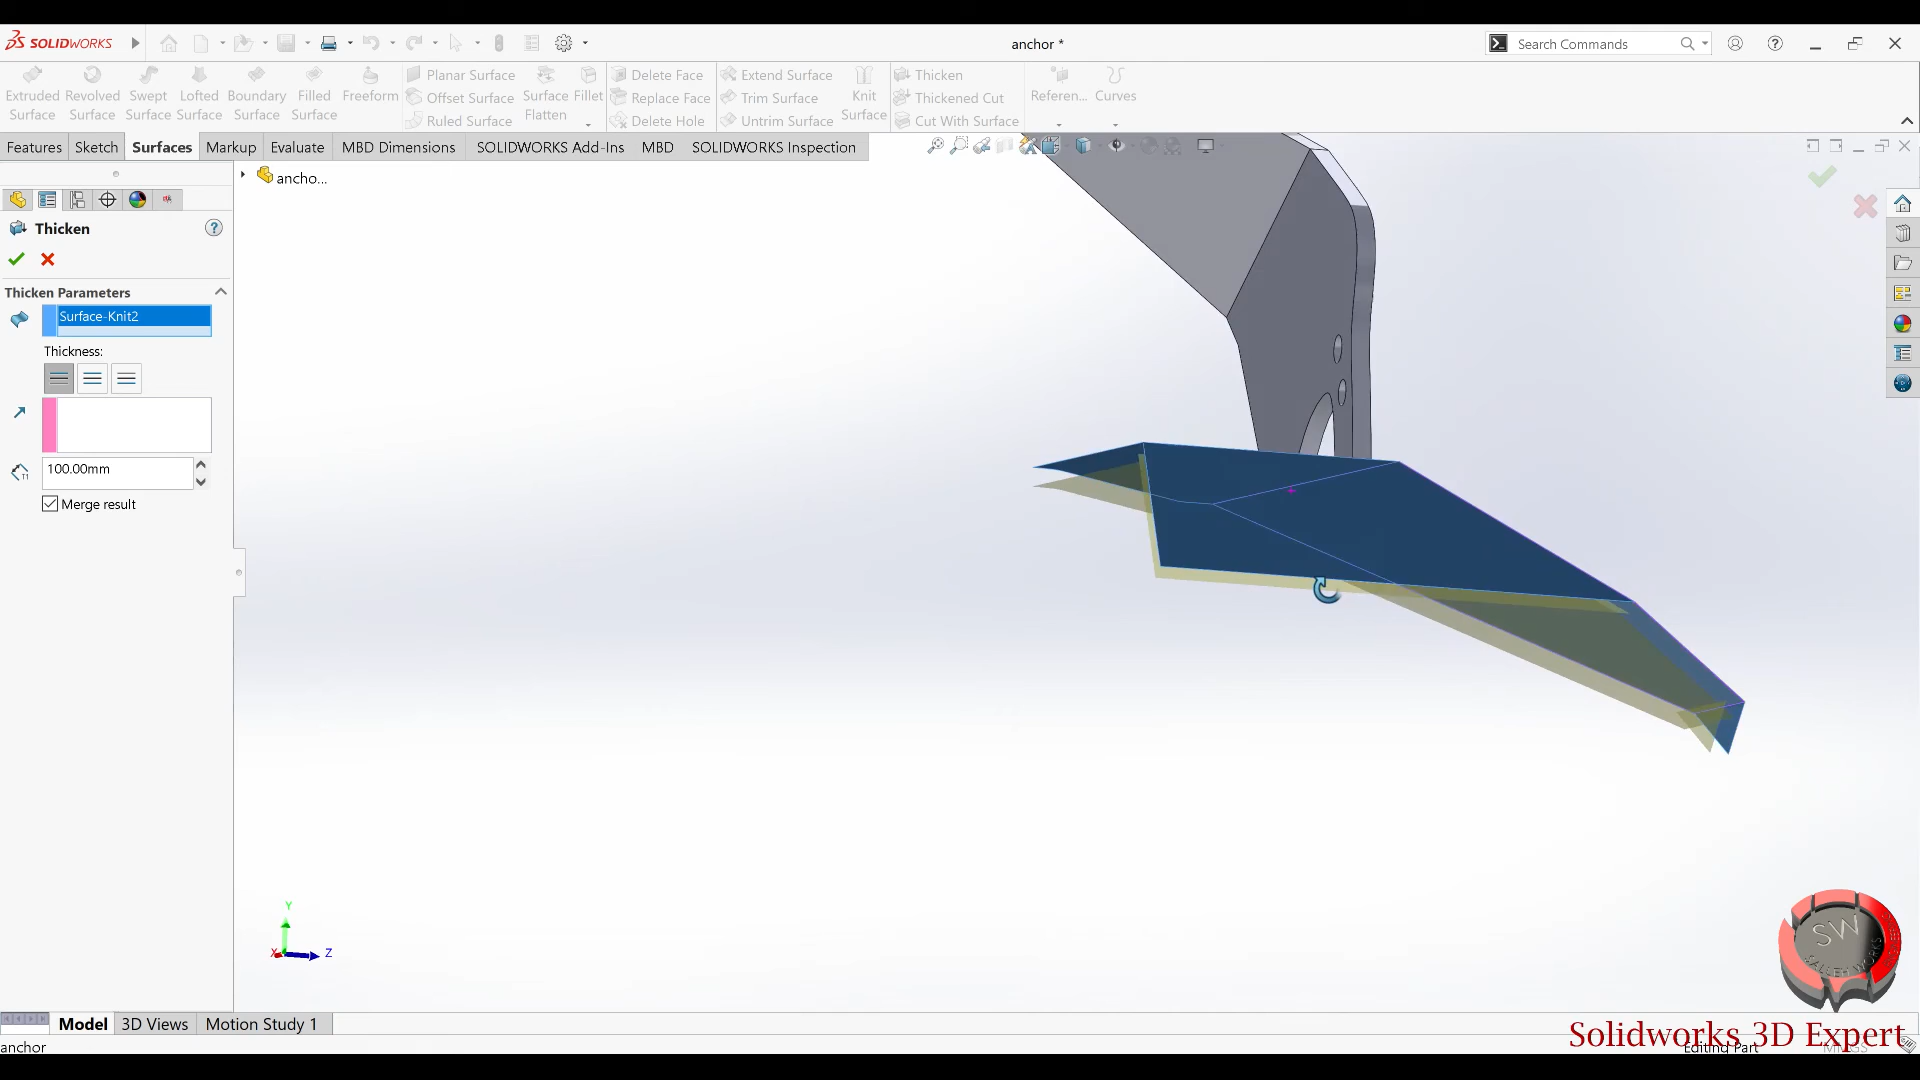 SOLIDWORKS
anchor *
Search Commands
Extruded Surface
Revolved Surface
Swept Surface
Lofted Surface
Boundary Surface
Filled Surface
Freeform
Planar Surface
Offset Surface
Ruled Surface
Surface Flatten
Fillet
Delete Face
Replace Face
Delete Hole
Extend Surface
Trim Surface
Untrim Surface
Knit Surface
Thicken
Thickened Cut
Cut With Surface
Referen...
Curves
Features
Sketch
Surfaces
Markup
Evaluate
MBD Dimensions
SOLIDWORKS Add-Ins
MBD
SOLIDWORKS Inspection
ancho...
Thicken
Thicken Parameters
Surface-Knit2
Thickness:
100.00mm
Merge result
Y
X
Z
SW
Model
3D Views
Motion Study 1
Solidworks 3D Expert
anchor
Editing Part
MMGS